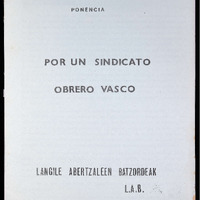 PONENCIA
POR UN SINDICATO
OBRERO VASCO
LANGILE ABERTZALEEN BATZORDEAK
L.A.B.